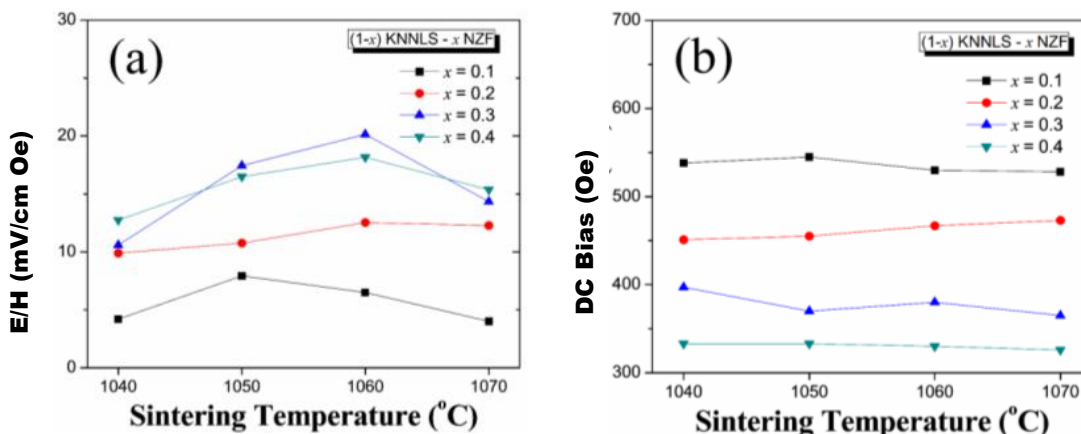 (a)
(1-x) KNNLS - x NZF
x = 0.1
x = 0.2
x = 0.3
x = 0.4
E/H (mV/cm Oe)
30
20
10
0
1040
1050
1060
1070
Sintering Temperature (°C)
(b)
(1-x) KNNLS - x NZF
x = 0.1
x = 0.2
x = 0.3
x = 0.4
DC Bias (Oe)
700
600
500
400
300
1040
1050
1060
1070
Sintering Temperature (°C)